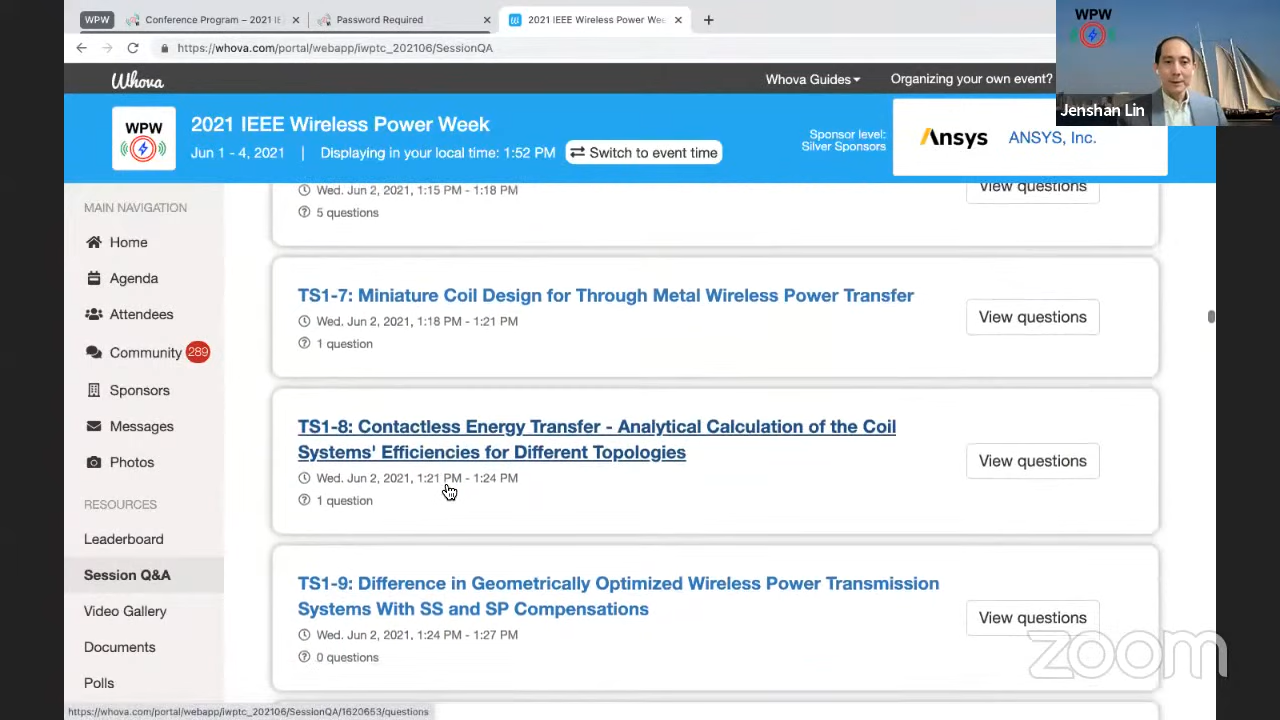 WPW
Conference Program – 2021 IE
Password Required
2021 IEEE Wireless Power Wee
https://whova.com/portal/webapp/iwptc_202106/SessionQA
WPW
Jenshan Lin
Whova
Whova Guides
Organizing your own event?
WPW
2021 IEEE Wireless Power Week
Jun 1 - 4, 2021 | Displaying in your local time: 1:52 PM
Switch to event time
Sponsor level:
Silver Sponsors
Ansys
ANSYS, Inc.
MAIN NAVIGATION
Home
Agenda
Attendees
Community 289
Sponsors
Messages
Photos
RESOURCES
Leaderboard
Session Q&A
Video Gallery
Documents
Polls
Wed. Jun 2, 2021, 1:15 PM - 1:18 PM
5 questions
View questions
TS1-7: Miniature Coil Design for Through Metal Wireless Power Transfer
Wed. Jun 2, 2021, 1:18 PM - 1:21 PM
1 question
View questions
TS1-8: Contactless Energy Transfer - Analytical Calculation of the Coil
Systems' Efficiencies for Different Topologies
Wed. Jun 2, 2021, 1:21 PM - 1:24 PM
1 question
View questions
TS1-9: Difference in Geometrically Optimized Wireless Power Transmission
Systems With SS and SP Compensations
Wed. Jun 2, 2021, 1:24 PM - 1:27 PM
0 questions
View questions
zoom
https://whova.com/portal/webapp/iwptc_202106/SessionQA/1620653/questions